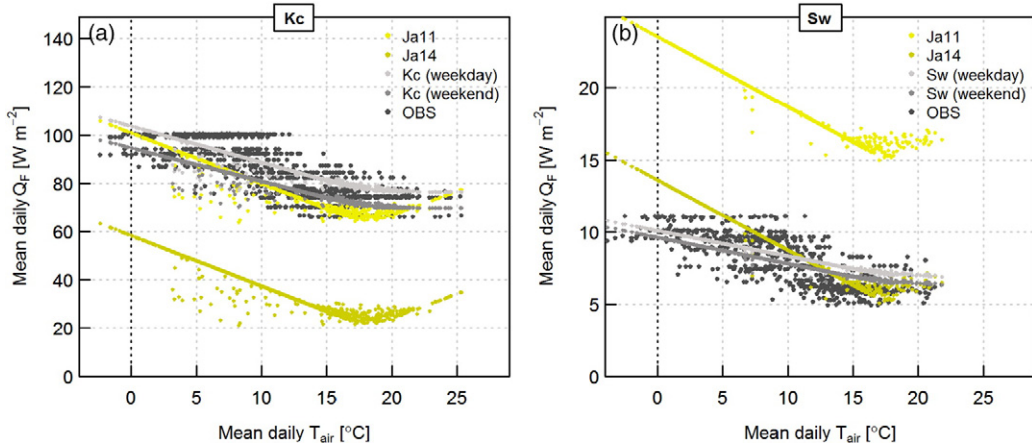 Kc
(a)
Ja11
Ja14
Kc (weekday)
Kc (weekend)
OBS
140
120
100
80
60
40
20
0
Mean daily Q_F [W m⁻²]
0 5 10 15 20 25
Mean daily T_air [°C]
Sw
(b)
Ja11
Ja14
Sw (weekday)
Sw (weekend)
OBS
20
15
10
5
0
Mean daily Q_F [W m⁻²]
0 5 10 15 20 25
Mean daily T_air [°C]